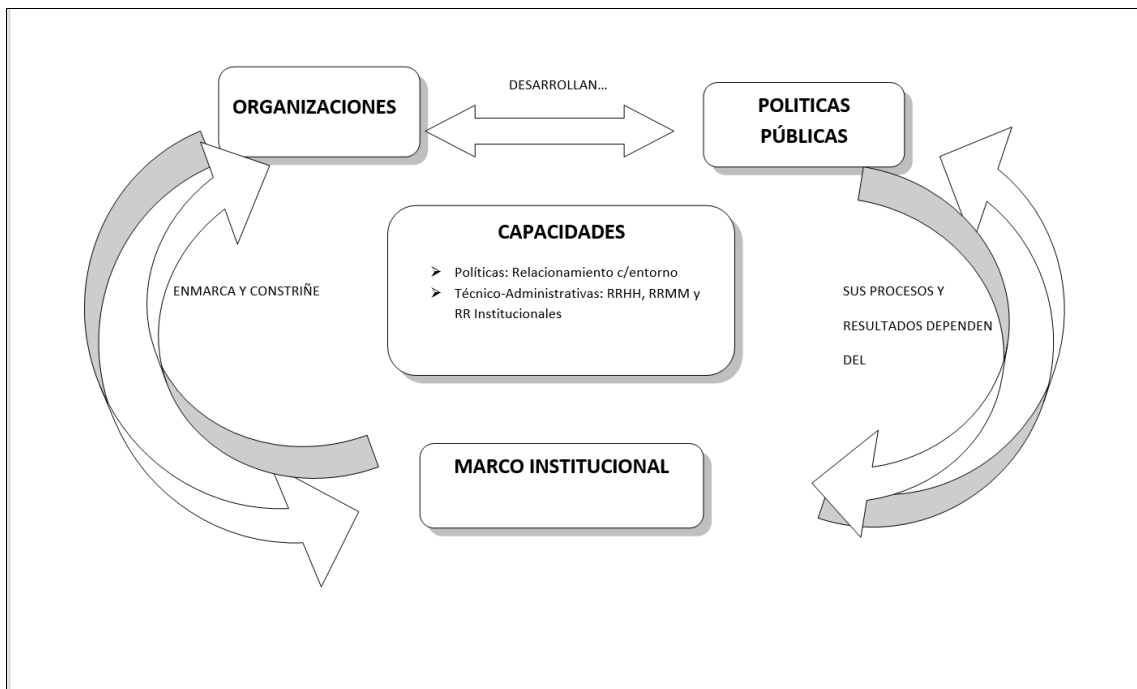 DESARROLLAN...
ORGANIZACIONES
POLITICAS
PÚBLICAS
CAPACIDADES
Políticas: Relacionamiento c/entorno
Técnico-Administrativas: RRHH, RRMM y
RR Institucionales
ENMARCA Y CONSTRIÑE
SUS PROCESOS Y
RESULTADOS DEPENDEN
DEL
MARCO INSTITUCIONAL